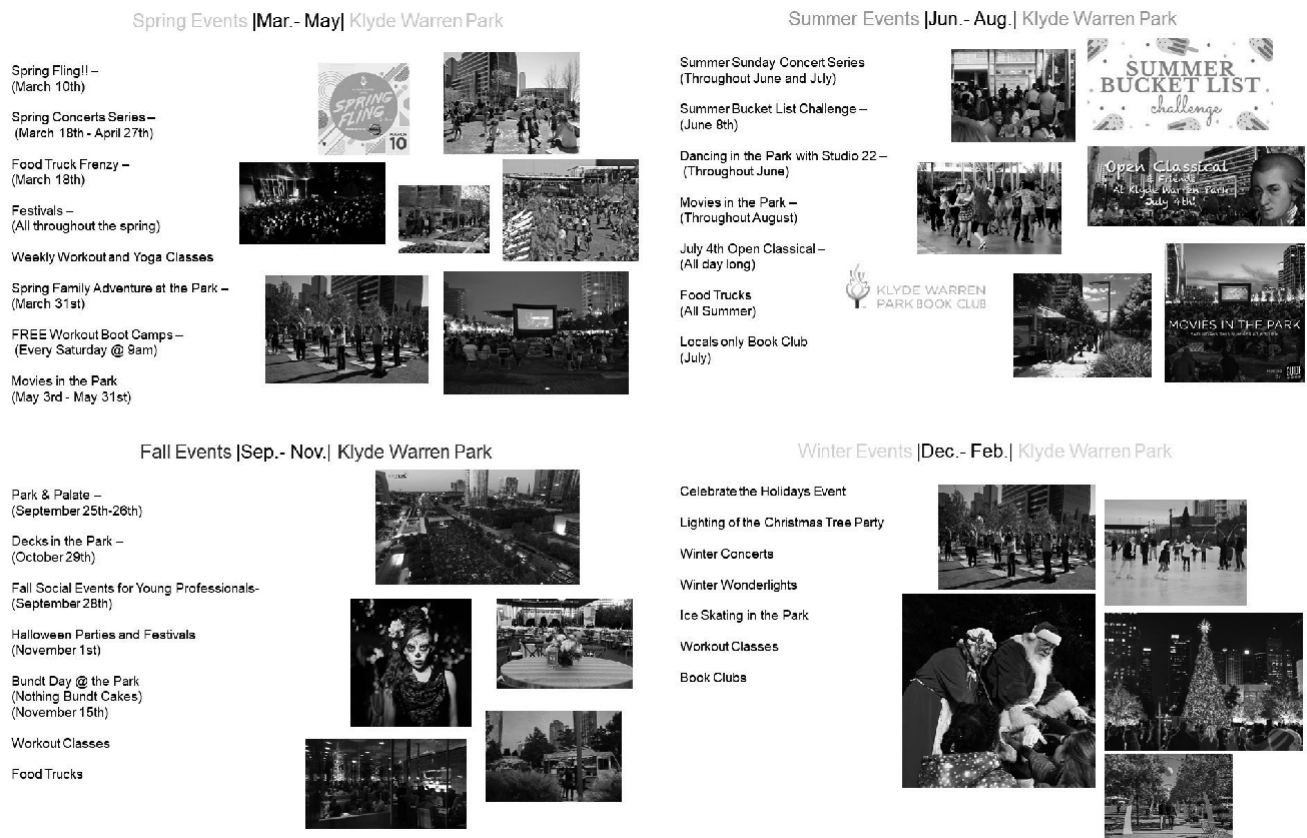 Spring Events |Mar.- May| Klyde Warren Park
Spring Fling!! –
(March 10th)
Spring Concerts Series –
(March 18th - April 27th)
Food Truck Frenzy –
(March 18th)
Festivals –
(All throughout the spring)
Weekly Workout and Yoga Classes
Spring Family Adventure at the Park –
(March 31st)
FREE Workout Boot Camps –
(Every Saturday @ 9am)
Movies in the Park
(May 3rd - May 31st)
SPRING
FLING
MARCH
10
Summer Events |Jun.- Aug.| Klyde Warren Park
Summer Sunday Concert Series
(Throughout June and July)
Summer Bucket List Challenge –
(June 8th)
Dancing in the Park with Studio 22 –
(Throughout June)
Movies in the Park –
(Throughout August)
July 4th Open Classical –
(All day long)
Food Trucks
(All Summer)
Locals only Book Club
(July)
SUMMER
BUCKET LIST
challenge
Open Classical
& Friends
At Klyde Warren Park
July 4th!
KLYDE WARREN
PARK BOOK CLUB
MOVIES IN THE PARK
Fall Events |Sep.- Nov.| Klyde Warren Park
Park & Palate –
(September 25th-26th)
Decks in the Park –
(October 29th)
Fall Social Events for Young Professionals-
(September 28th)
Halloween Parties and Festivals
(November 1st)
Bundt Day @ the Park
(Nothing Bundt Cakes)
(November 15th)
Workout Classes
Food Trucks
Winter Events |Dec.- Feb.| Klyde Warren Park
Celebrate the Holidays Event
Lighting of the Christmas Tree Party
Winter Concerts
Winter Wonderlights
Ice Skating in the Park
Workout Classes
Book Clubs